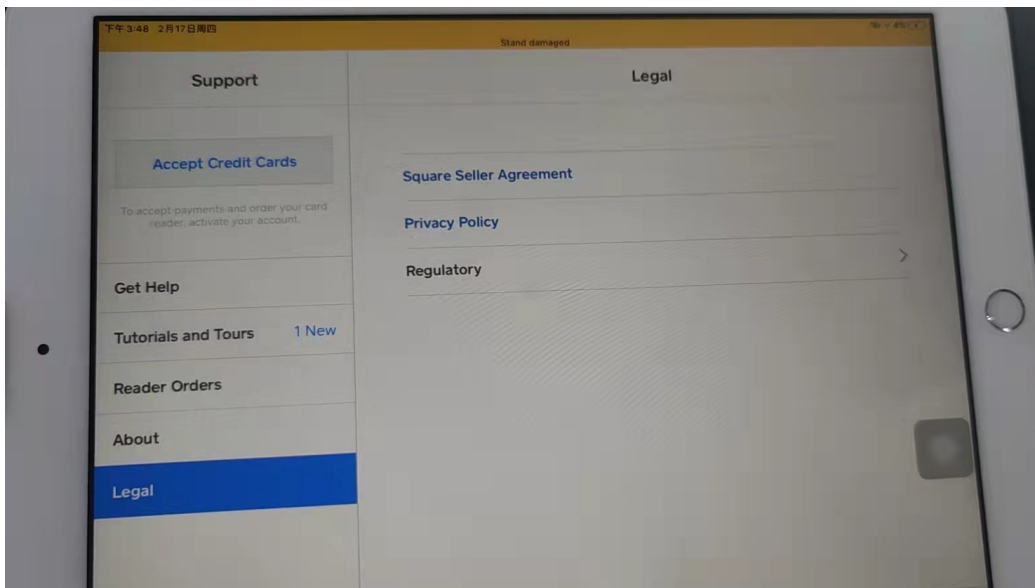 下午3:48 2月17日周四
Stand damaged
Support
Legal
Accept Credit Cards
To accept payments and order your card
reader, activate your account.
Get Help
Tutorials and Tours 1 New
Reader Orders
About
Legal
Square Seller Agreement
Privacy Policy
Regulatory